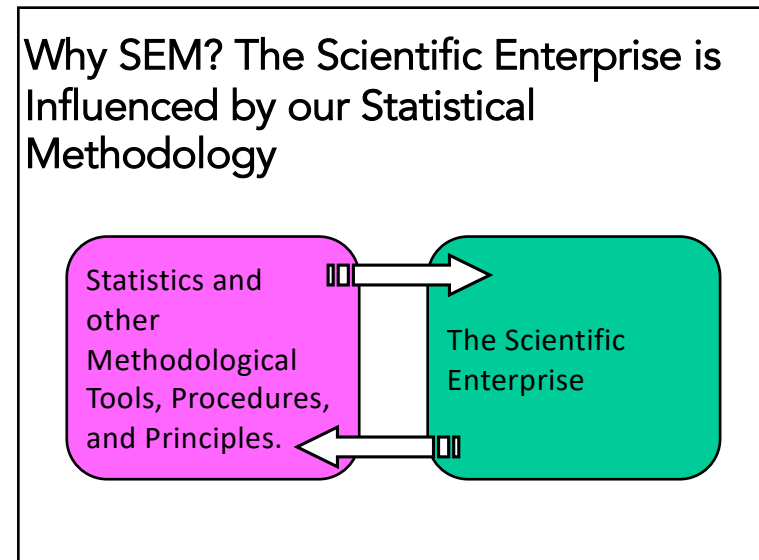 Why SEM? The Scientific Enterprise is
Influenced by our Statistical
Methodology
Statistics and
other
Methodological
Tools, Procedures,
and Principles.
The Scientific
Enterprise